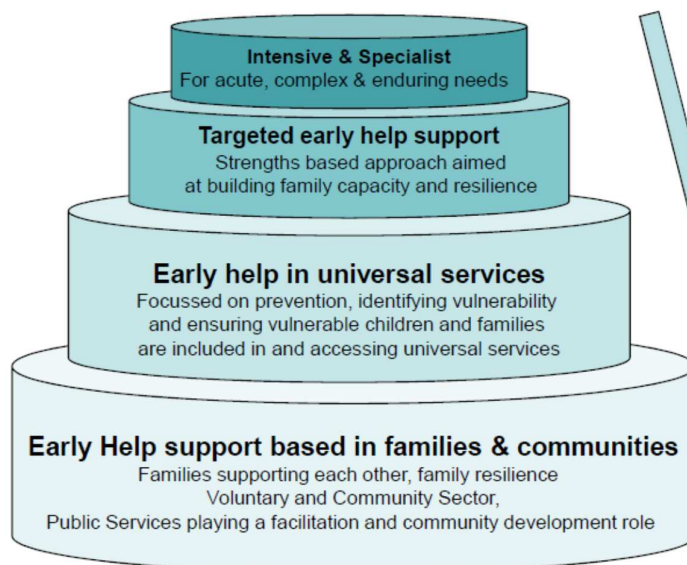 Intensive & Specialist
For acute, complex & enduring needs
Targeted early help support
Strengths based approach aimed
at building family capacity and resilience
Early help in universal services
Focussed on prevention, identifying vulnerability
and ensuring vulnerable children and families
are included in and accessing universal services
Early Help support based in families & communities
Families supporting each other, family resilience
Voluntary and Community Sector,
Public Services playing a facilitation and community development role